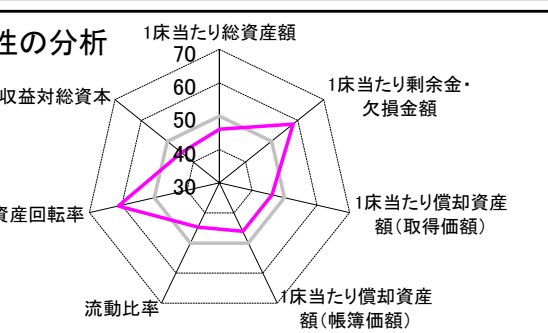 性の分析
1床当たり総資産額
70
60
50
40
30
1床当たり剰余金・
欠損金額
1床当たり償却資産
額(取得価額)
1床当たり償却資産
額(帳簿価額)
流動比率
資産回転率
収益対総資本